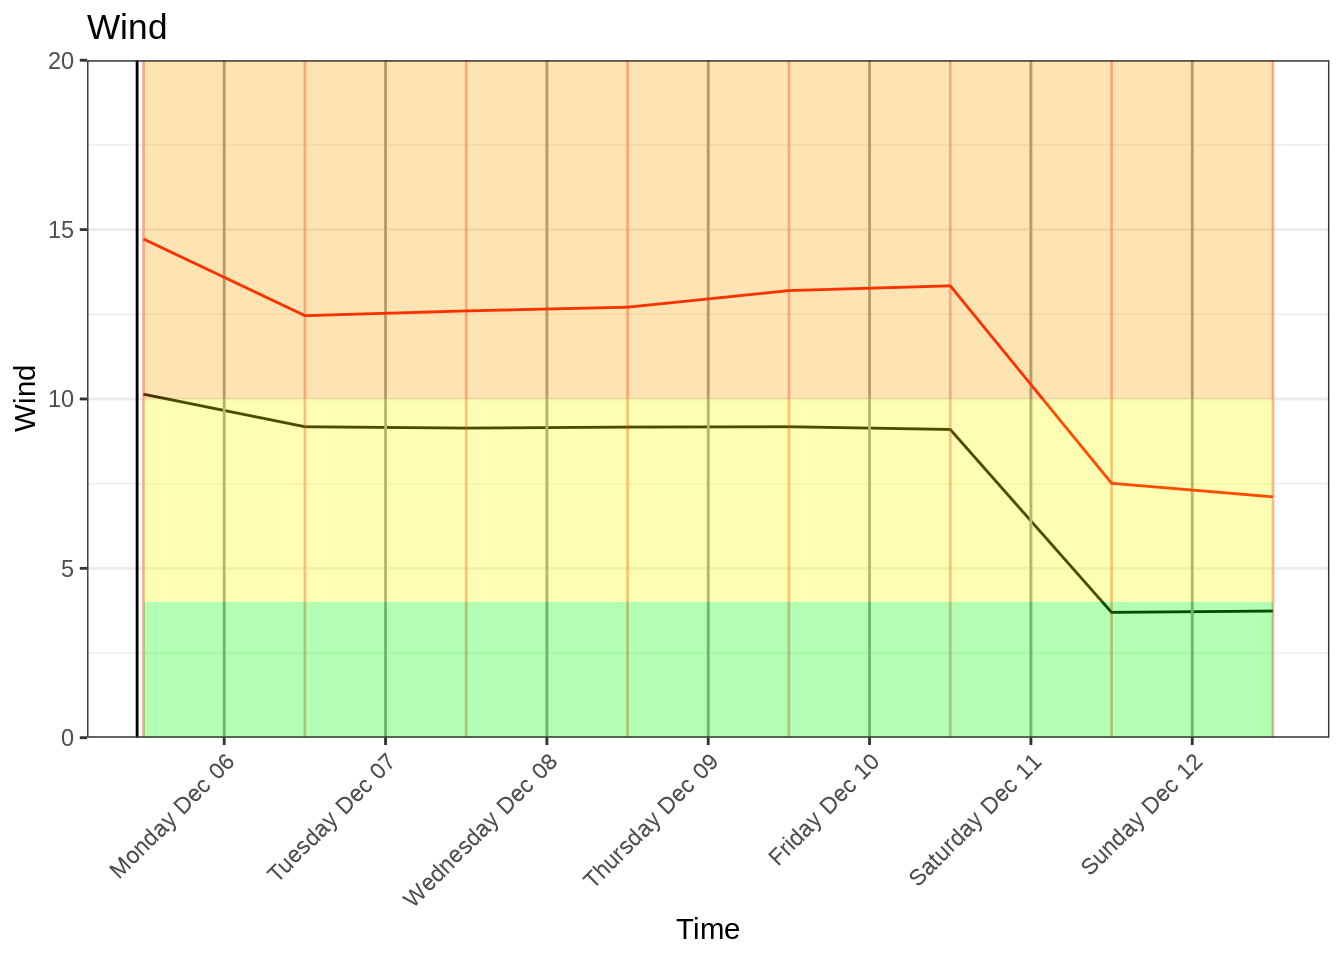 Wind
20
15
10
5
0
Wind
Monday Dec 06
Tuesday Dec 07
Wednesday Dec 08
Thursday Dec 09
Friday Dec 10
Saturday Dec 11
Sunday Dec 12
Time